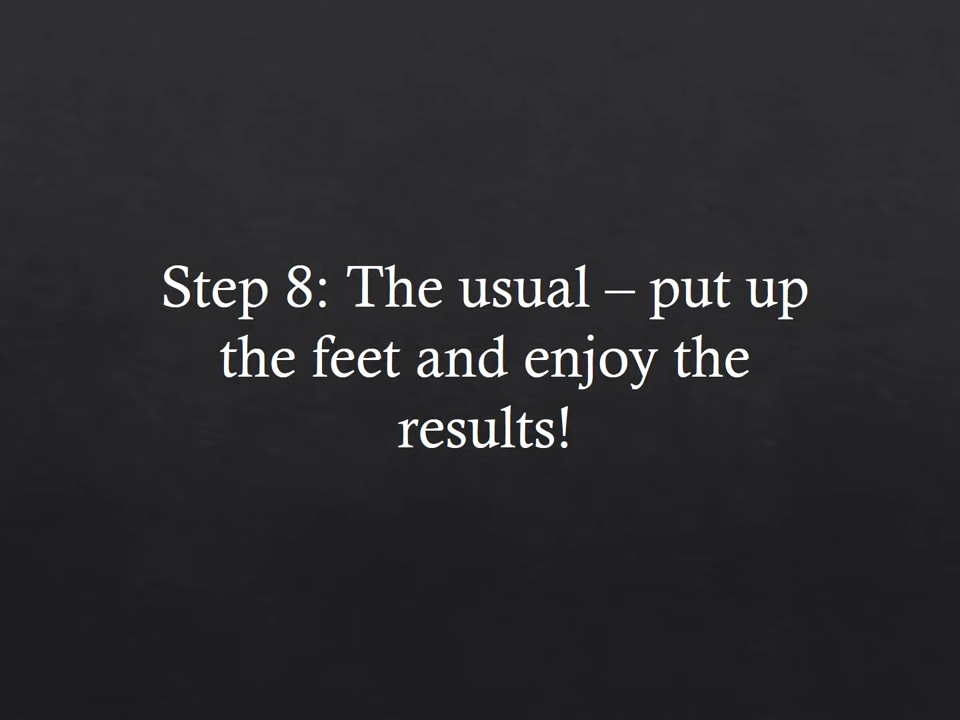 Step 8: The usual – put up
the feet and enjoy the
results!